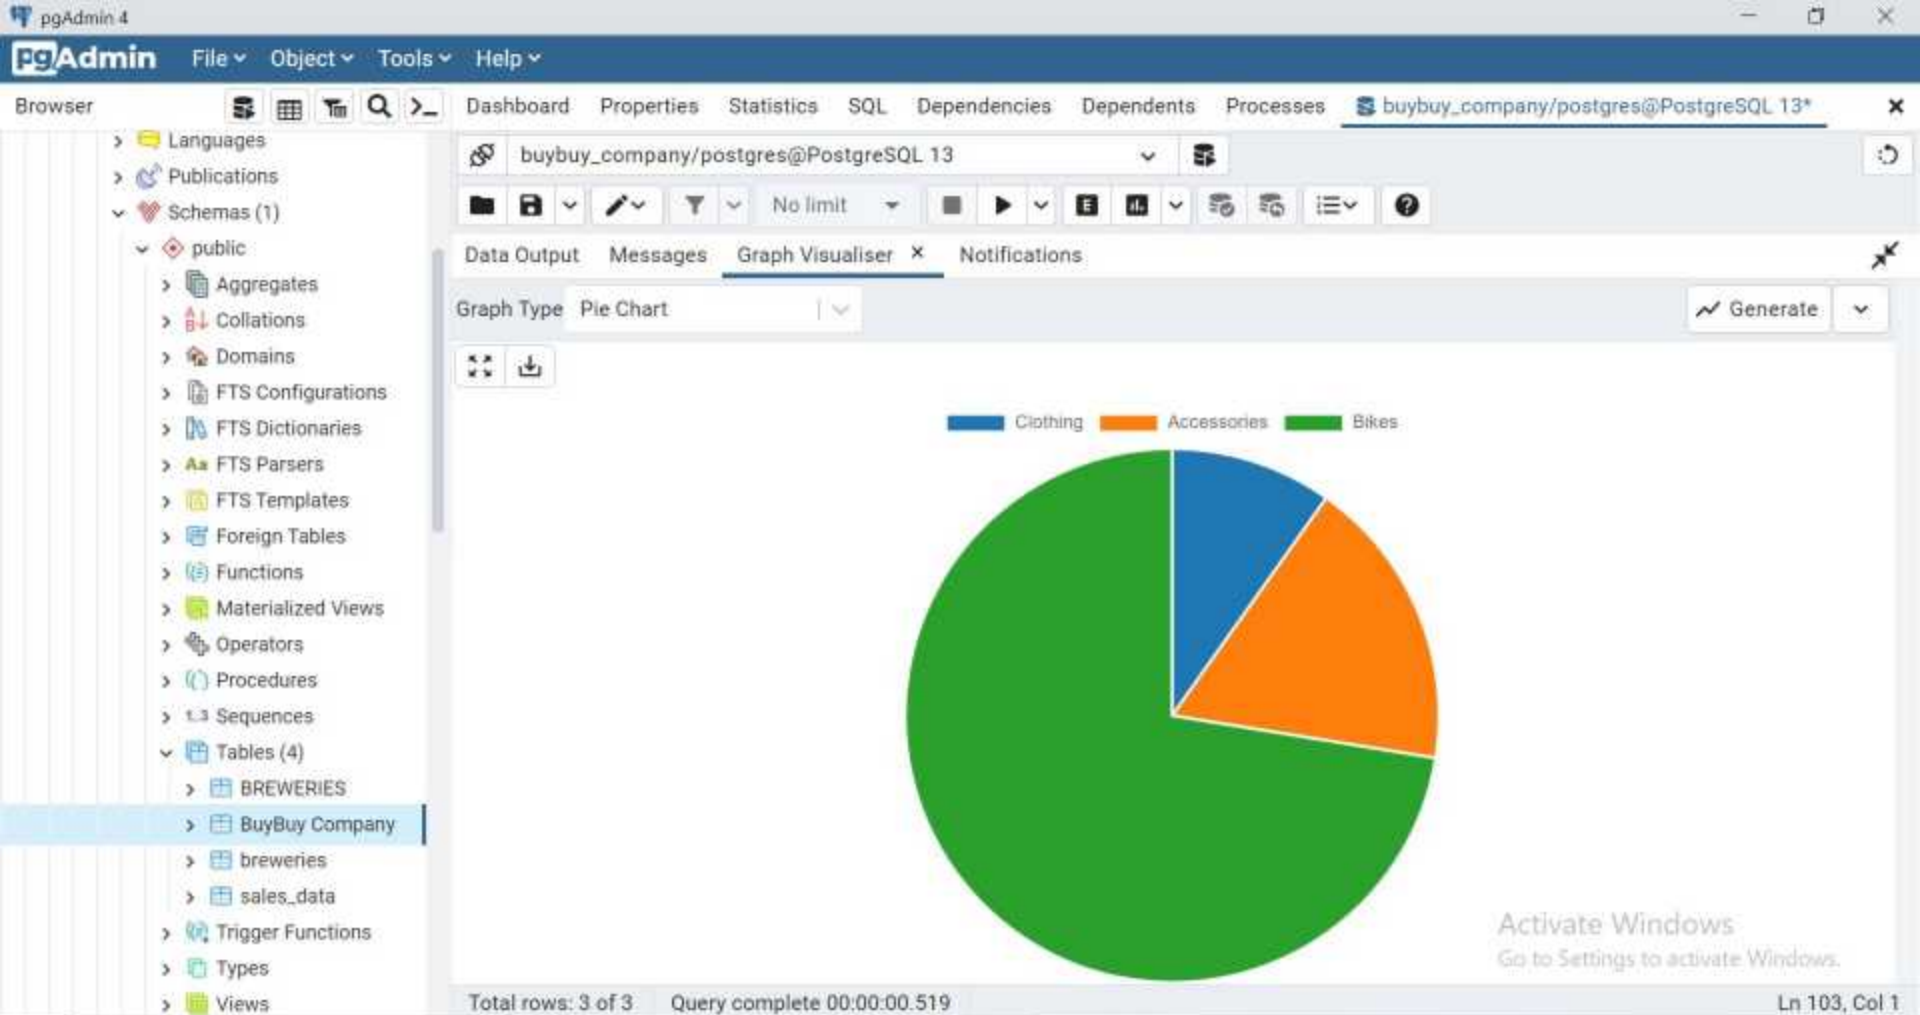 pgAdmin 4
pgAdmin File Object Tools Help
Browser
Dashboard Properties Statistics SQL Dependencies Dependents Processes buybuy_company/postgres@PostgreSQL 13*
Languages
Publications
Schemas (1)
public
Aggregates
Collations
Domains
FTS Configurations
FTS Dictionaries
Aa FTS Parsers
FTS Templates
Foreign Tables
Functions
Materialized Views
Operators
Procedures
1..3 Sequences
Tables (4)
BREWERIES
BuyBuy Company
breweries
sales_data
Trigger Functions
Types
Views
buybuy_company/postgres@PostgreSQL 13
No limit
E
Data Output Messages Graph Visualiser Notifications
Graph Type Pie Chart Generate
Clothing Accessories Bikes
Activate Windows
Go to Settings to activate Windows.
Total rows: 3 of 3 Query complete 00:00:00.519 Ln 103, Col 1